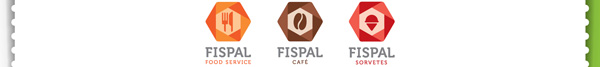 FISPAL
FOOD SERVICE
FISPAL
CAFÉ
FISPAL
SORVETES